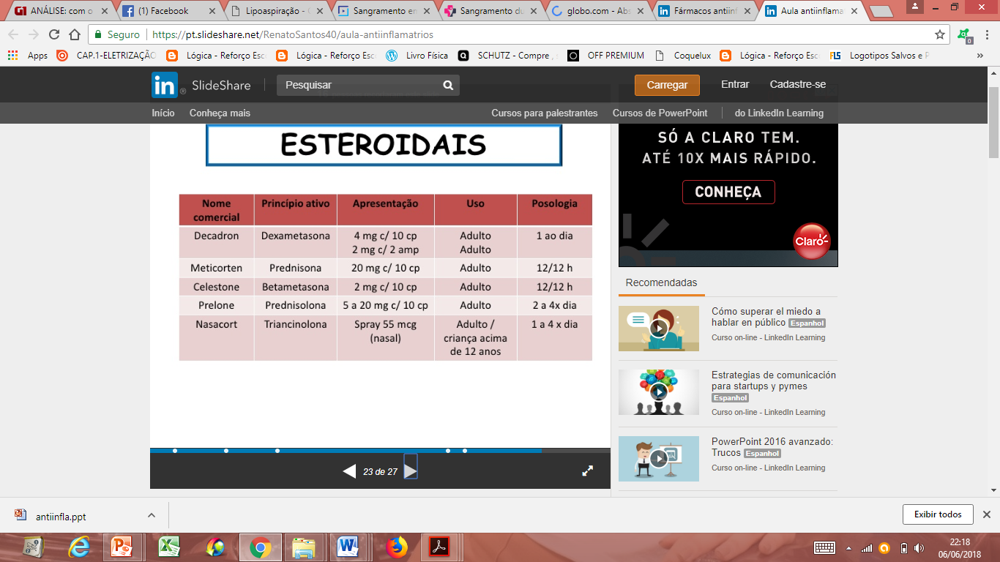 ANÁLISE: com o
(1) Facebook
Lipoaspiração - 
Sangramento en
Sangramento du
globo.com - Abs
Fármacos antiinf
Aula antiinflama
Seguro
https://pt.slideshare.net/RenatoSantos40/aula-antiinflamatrios
0
Apps
CAP.1-ELETRIZAÇÃO
Lógica - Reforço Esc
Lógica - Reforço Esc
Livro Física
SCHUTZ - Compre
OFF PREMIUM
Coquelux
Lógica - Reforço Esc
Logotipos Salvos e P
»
in® SlideShare
Pesquisar
Carregar
Entrar
Cadastre-se
Início
Conheça mais
Cursos para palestrantes
Cursos de PowerPoint
do LinkedIn Learning
ESTEROIDAIS
Nome comercial Princípio ativo Apresentação Uso Posologia
Decadron Dexametasona 4 mg c/ 10 cp Adulto 1 ao dia
2 mg c/ 2 amp Adulto
Meticorten Prednisona 20 mg c/ 10 cp Adulto 12/12 h
Celestone Betametasona 2 mg c/ 10 cp Adulto 12/12 h
Prelone Prednisolona 5 a 20 mg c/ 10 cp Adulto 2 a 4x dia
Nasacort Triancinolona Spray 55 mcg Adulto / 1 a 4 x dia
(nasal) criança acima
de 12 anos
23 de 27
SÓ A CLARO TEM.
ATÉ 10X MAIS RÁPIDO.
CONHEÇA
Claro
Recomendadas
Cómo superar el miedo a
hablar en público Espanhol
Curso on-line - LinkedIn Learning
Estrategias de comunicación
para startups y pymes
Espanhol
Curso on-line - LinkedIn Learning
PowerPoint 2016 avanzado:
Trucos Espanhol
Curso on-line - LinkedIn Learning
antiinfla.ppt
Exibir todos
22:18
06/06/2018